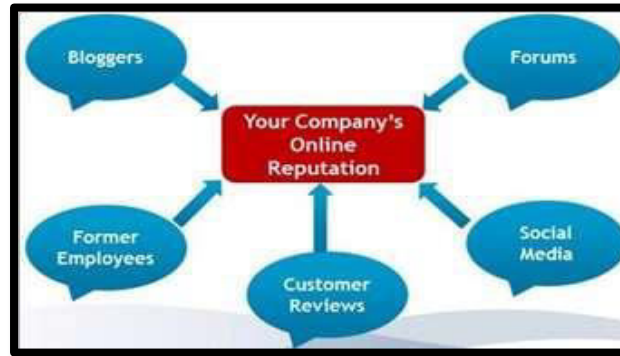 Bloggers
Forums
Your Company's
Online
Reputation
Former
Employees
Customer
Reviews
Social
Media